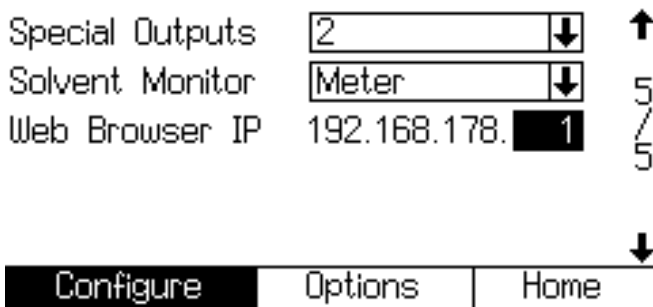 Special Outputs 2
Solvent Monitor Meter
Web Browser IP 192.168.178. 1
5/5
Configure Options Home